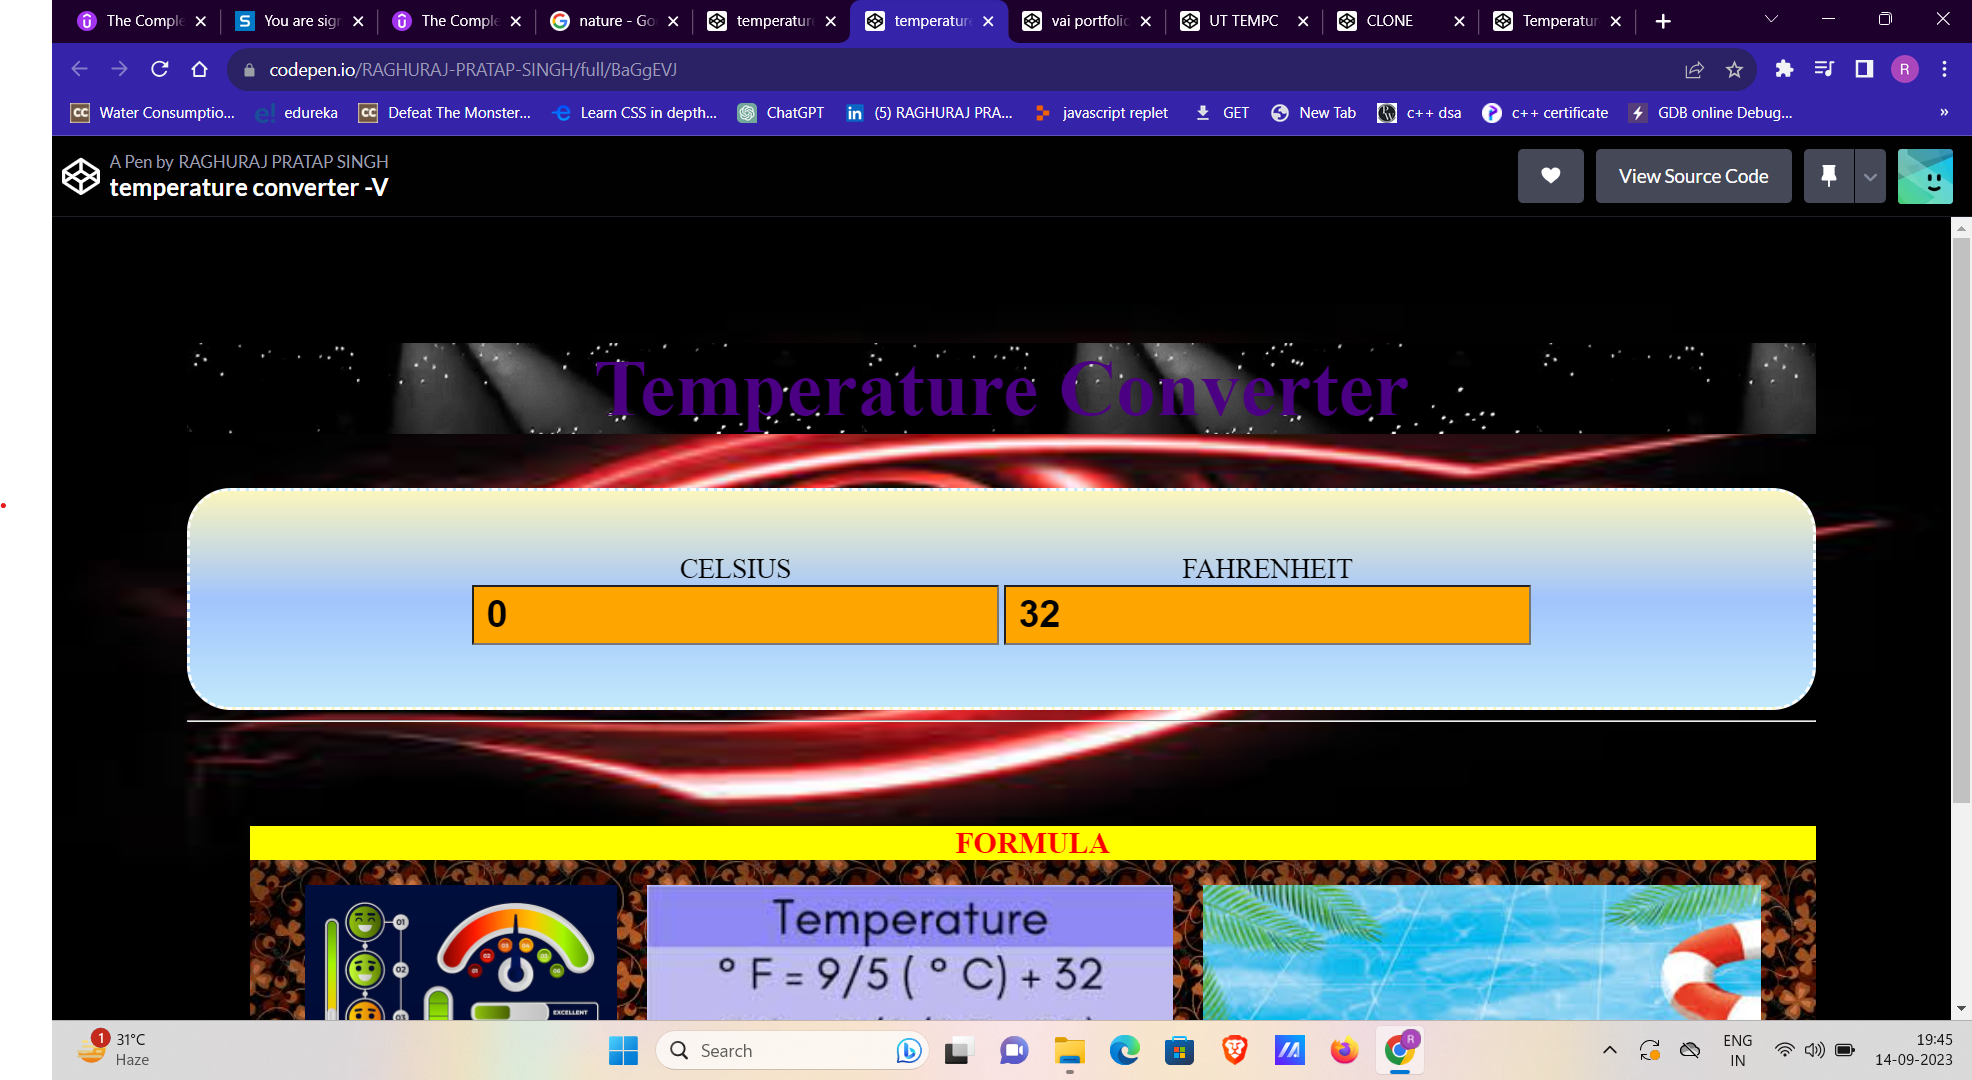 The Comple
You are sig
The Comple
nature - Go
temperatur
temperatur
vai portfolio
UT TEMPC
CLONE
Temperatur
codepen.io/RAGHURAJ-PRATAP-SINGH/full/BaGgEVJ
R
Water Consumptio...
edureka
Defeat The Monster...
Learn CSS in depth...
ChatGPT
(5) RAGHURAJ PRA...
javascript replet
GET
New Tab
c++ dsa
c++ certificate
GDB online Debug...
»
A Pen by RAGHURAJ PRATAP SINGH
temperature converter -V
View Source Code
Temperature Converter
CELSIUS
FAHRENHEIT
0
32
FORMULA
01
02
03
EXCELLENT
Temperature
° F = 9/5 ( ° C) + 32
1
31°C
Haze
Search
R
ENG
IN
19:45
14-09-2023